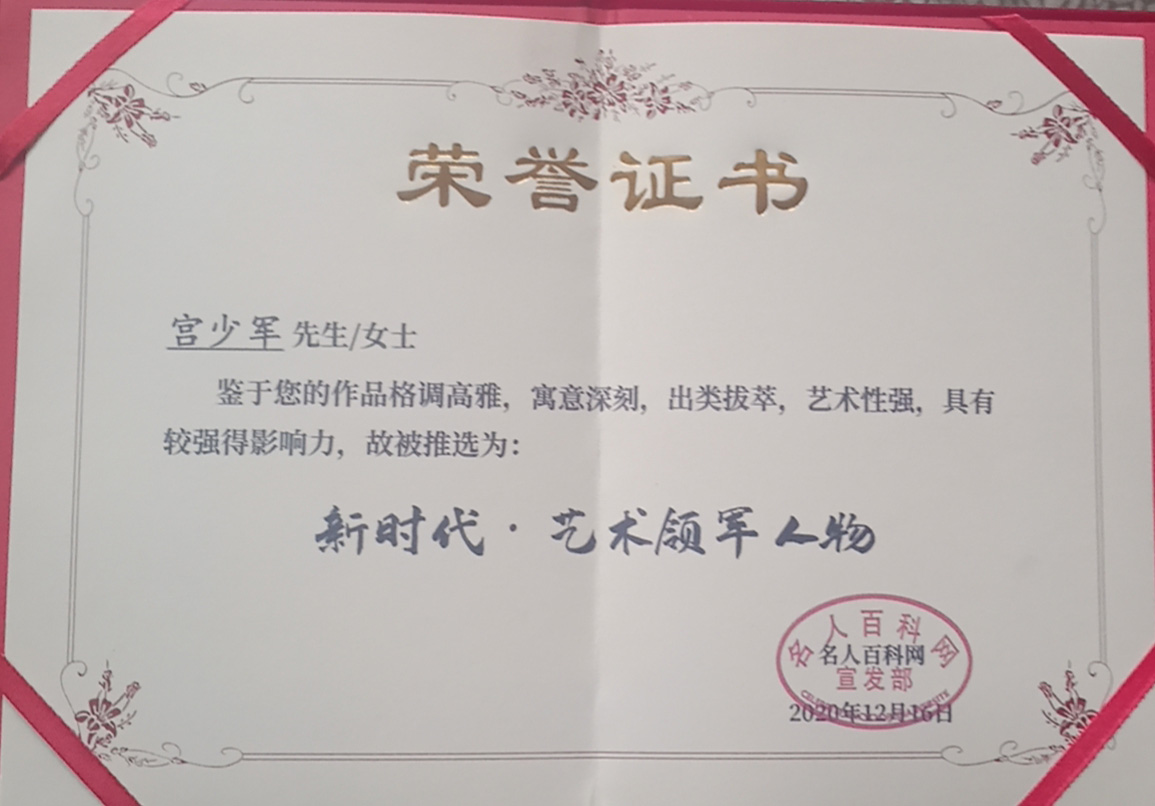 荣誉证书
宫少军 先生/女士
鉴于您的作品格调高雅，寓意深刻，出类拔萃，艺术性强，具有
较强得影响力，故被推选为：
新时代·艺术领军人物
名人百科网
名人百科网
宣发部
2020年12月16日